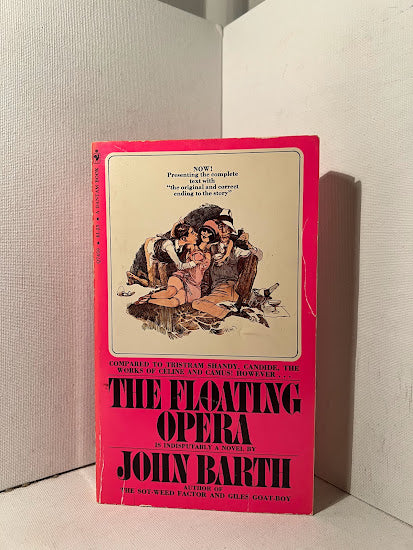 NOW!
Presenting the complete
text with
"the original and correct
ending to the story"
COMPARED TO TRISTRAM SHANDY, CANDIDE, THE
WORKS OF CELINE AND CAMUS! HOWEVER . . .
THE FLOATING
OPERA
IS INDISPUTABLY A NOVEL BY
JOHN BARTH
AUTHOR OF
THE SOT-WEED FACTOR AND GILES GOAT-BOY
A BANTAM BOOK